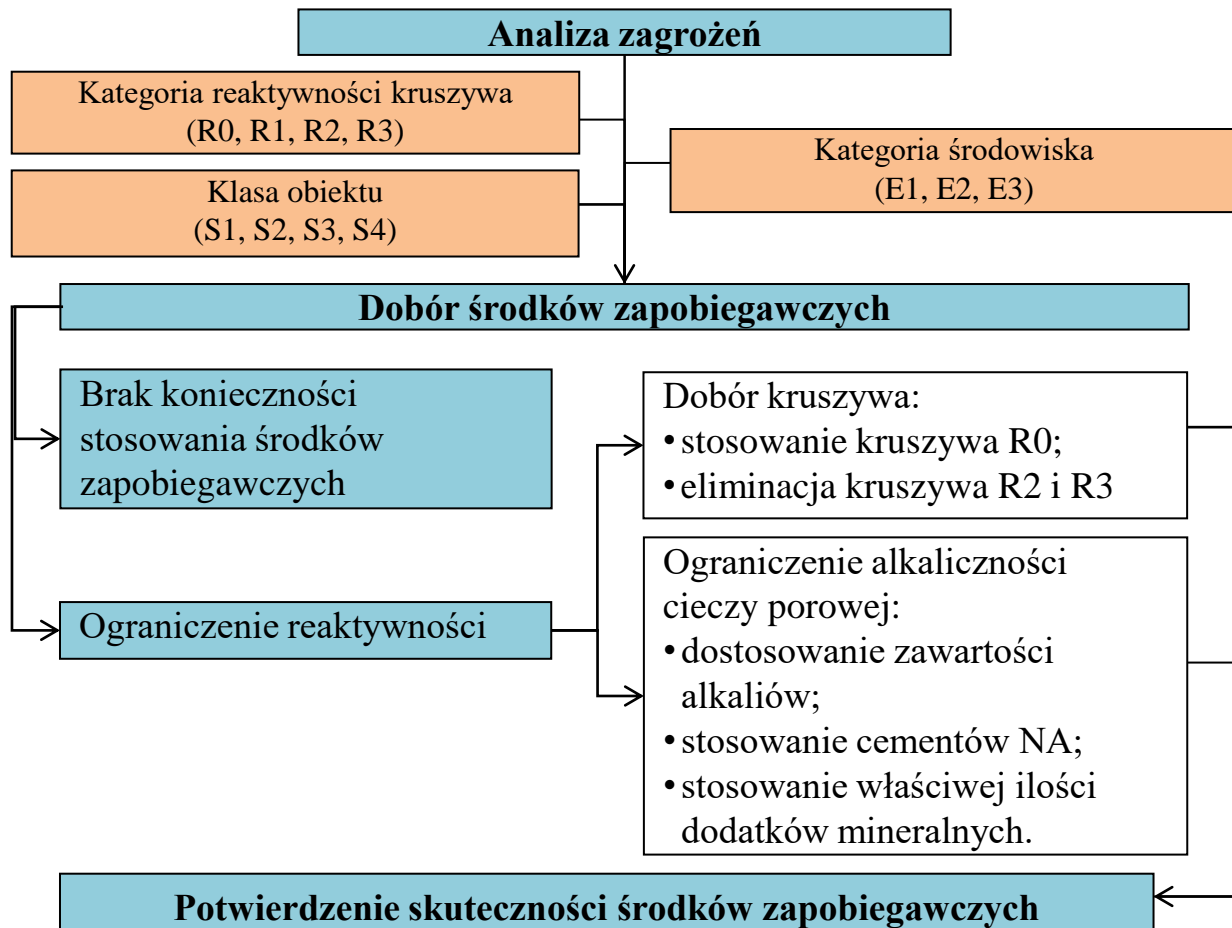 Analiza zagrożeń
Kategoria reaktywności kruszywa
(R0, R1, R2, R3)
Kategoria środowiska
(E1, E2, E3)
Klasa obiektu
(S1, S2, S3, S4)
Dobór środków zapobiegawczych
Brak konieczności
stosowania środków
zapobiegawczych
Dobór kruszywa:
• stosowanie kruszywa R0;
• eliminacja kruszywa R2 i R3
Ograniczenie reaktywności
Ograniczenie alkaliczności
cieczy porowej:
• dostosowanie zawartości
alkaliów;
• stosowanie cementów NA;
• stosowanie właściwej ilości
dodatków mineralnych.
Potwierdzenie skuteczności środków zapobiegawczych